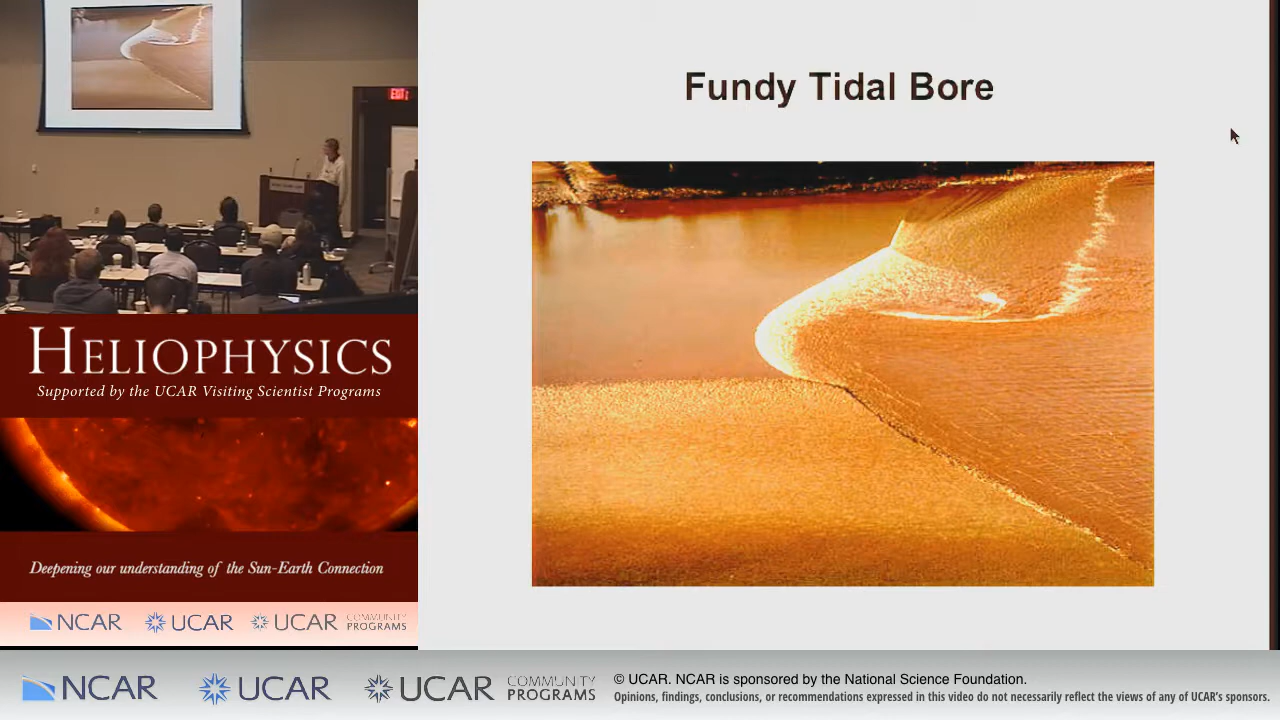 EXIT
Fundy Tidal Bore
HELIOPHYSICS
Supported by the UCAR Visiting Scientist Programs
Deepening our understanding of the Sun-Earth Connection
NCAR
UCAR
UCAR
COMMUNITY
PROGRAMS
NCAR
UCAR
UCAR
COMMUNITY
PROGRAMS
© UCAR. NCAR is sponsored by the National Science Foundation.
Opinions, findings, conclusions, or recommendations expressed in this video do not necessarily reflect the views of any of UCAR's sponsors.